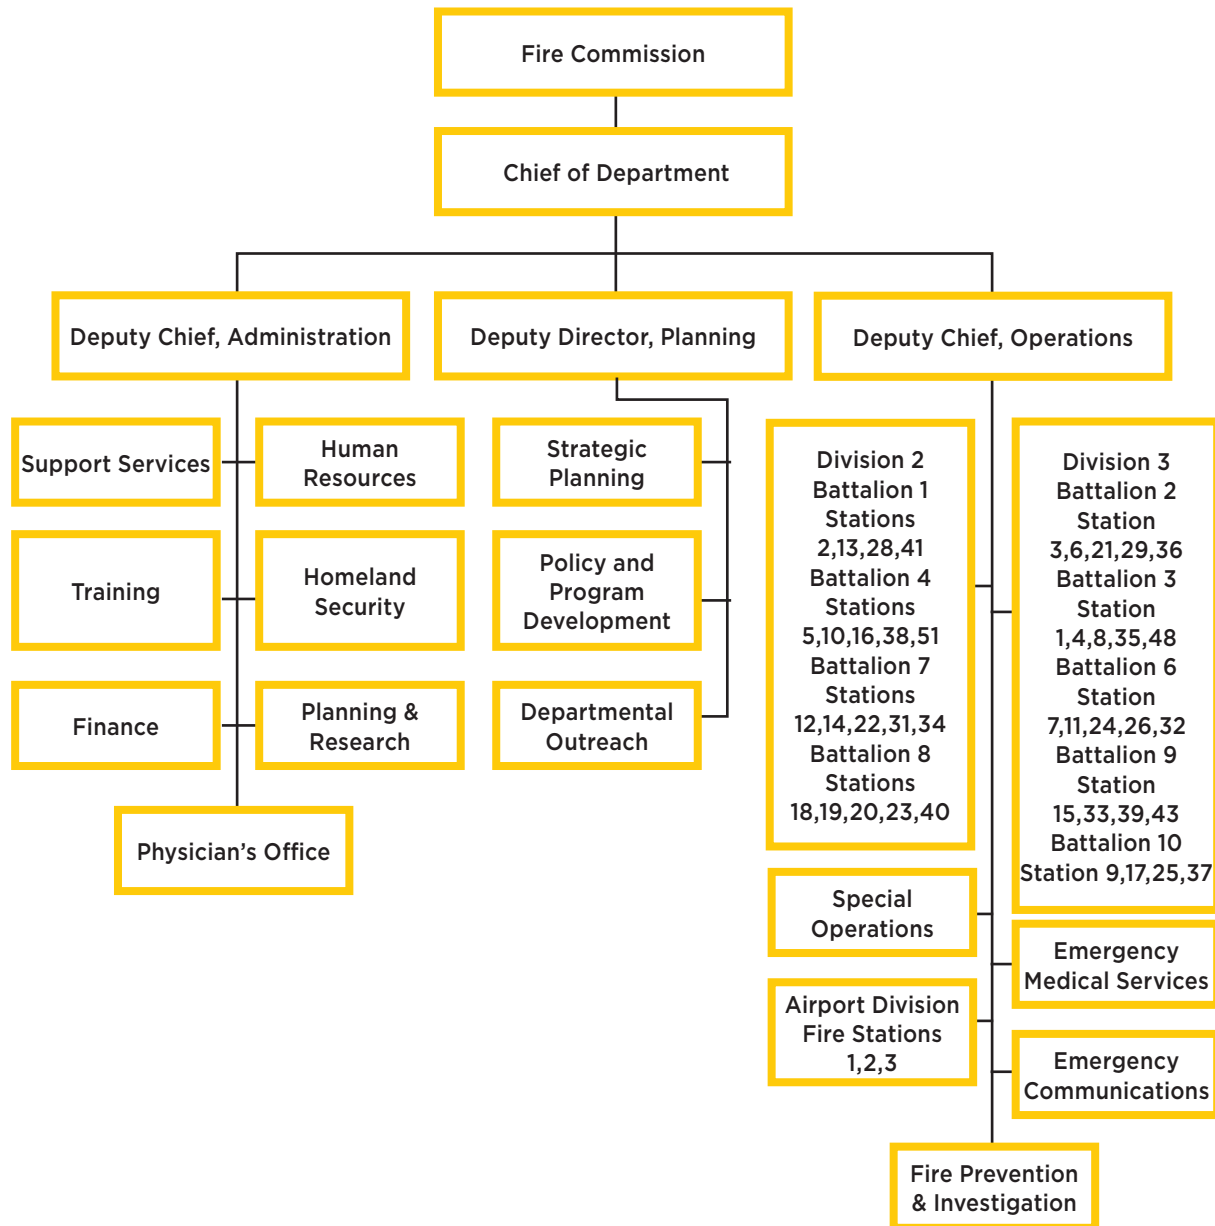 Fire Commission
Chief of Department
Deputy Chief, Administration
Deputy Director, Planning
Deputy Chief, Operations
Support Services
Human
Resources
Training
Homeland
Security
Finance
Planning &
Research
Physician’s Office
Strategic
Planning
Policy and
Program
Development
Departmental
Outreach
Division 2
Battalion 1
Stations
2,13,28,41
Battalion 4
Stations
5,10,16,38,51
Battalion 7
Stations
12,14,22,31,34
Battalion 8
Stations
18,19,20,23,40
Division 3
Battalion 2
Station
3,6,21,29,36
Battalion 3
Station
1,4,8,35,48
Battalion 6
Station
7,11,24,26,32
Battalion 9
Station
15,33,39,43
Battalion 10
Station 9,17,25,37
Special
Operations
Emergency
Medical Services
Airport Division
Fire Stations
1,2,3
Emergency
Communications
Fire Prevention
& Investigation